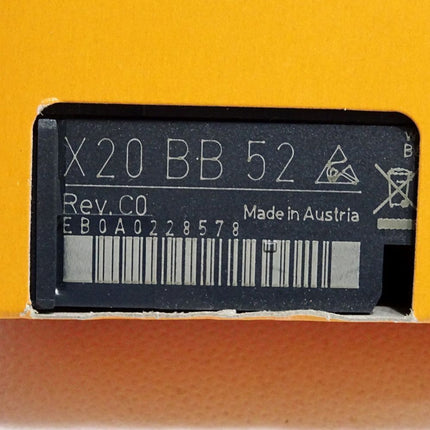 X20 BB 52
Rev. C0
Made in Austria
EB0A0228578